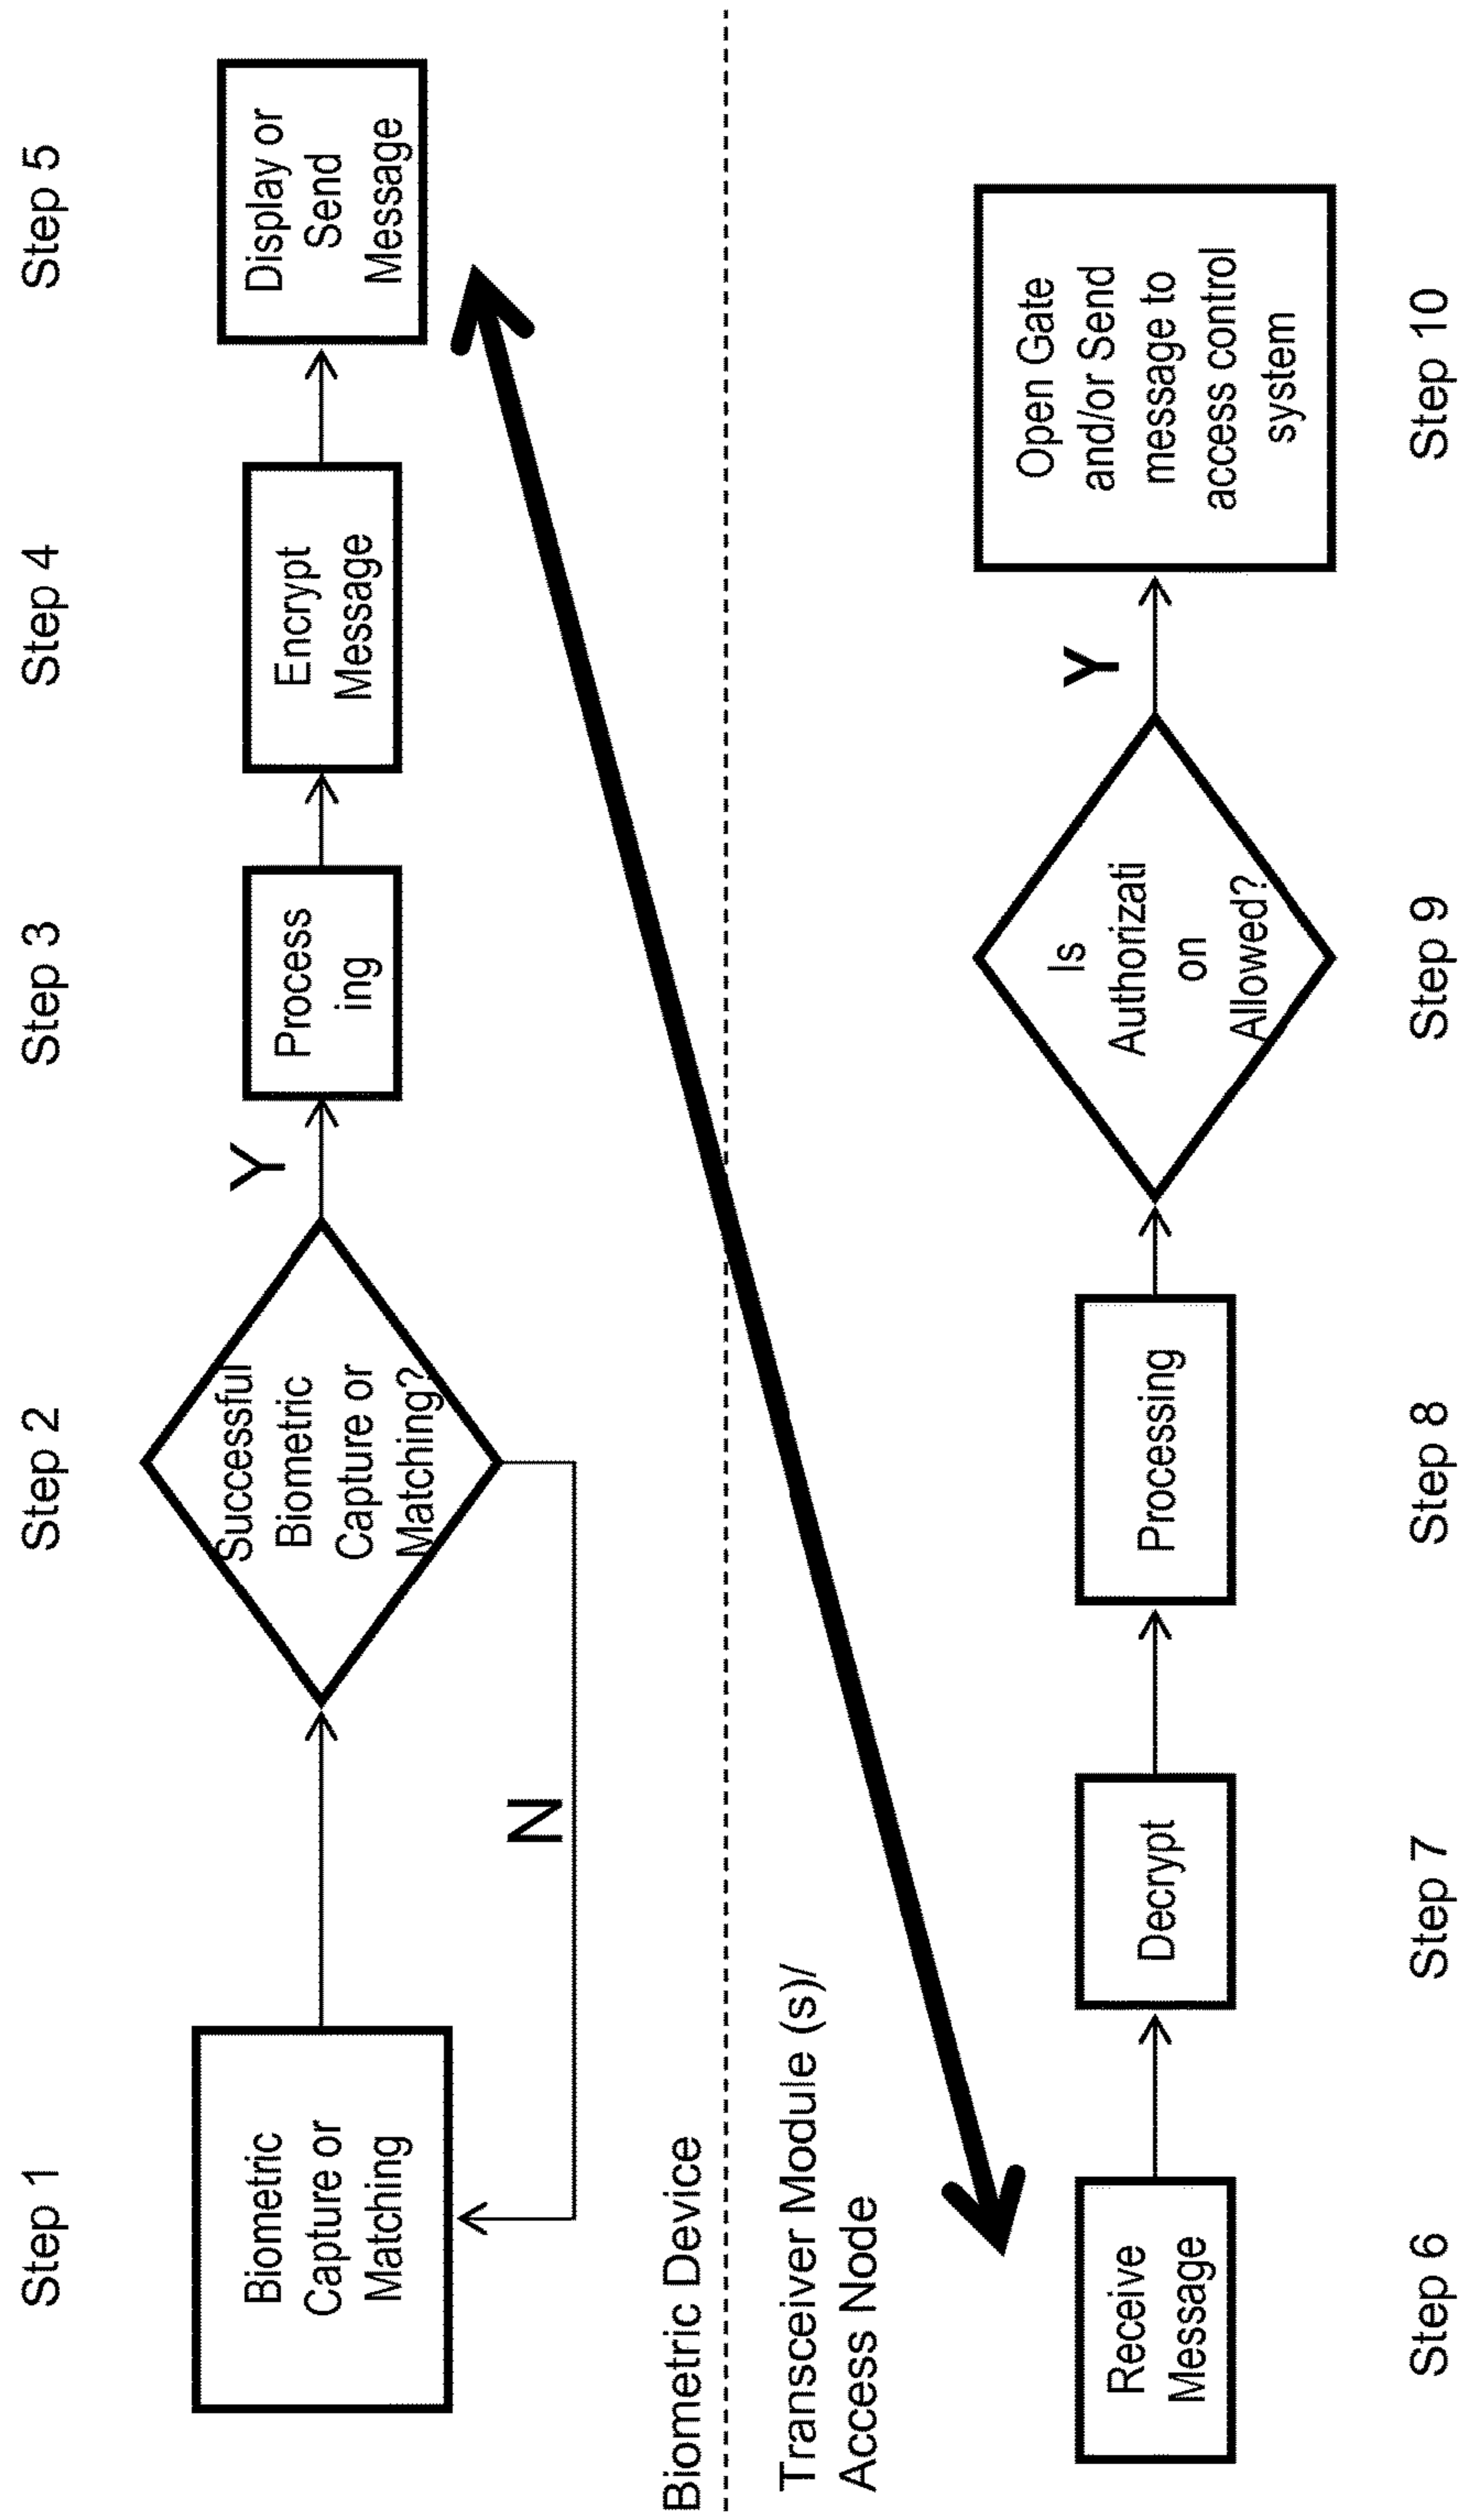 Step 1
Step 2
Step 3
Step 4
Step 5
Biometric
Capture or
Matching
Successful
Biometric
Capture or
Matching?
Y
N
Process
ing
Encrypt
Message
Display or
Send
Message
Biometric Device
Transceiver Module (s)/
Access Node
Receive
Message
Decrypt
Processing
Is
Authorizati
on
Allowed?
Y
Open Gate
and/or Send
message to
access control
system
Step 6
Step 7
Step 8
Step 9
Step 10